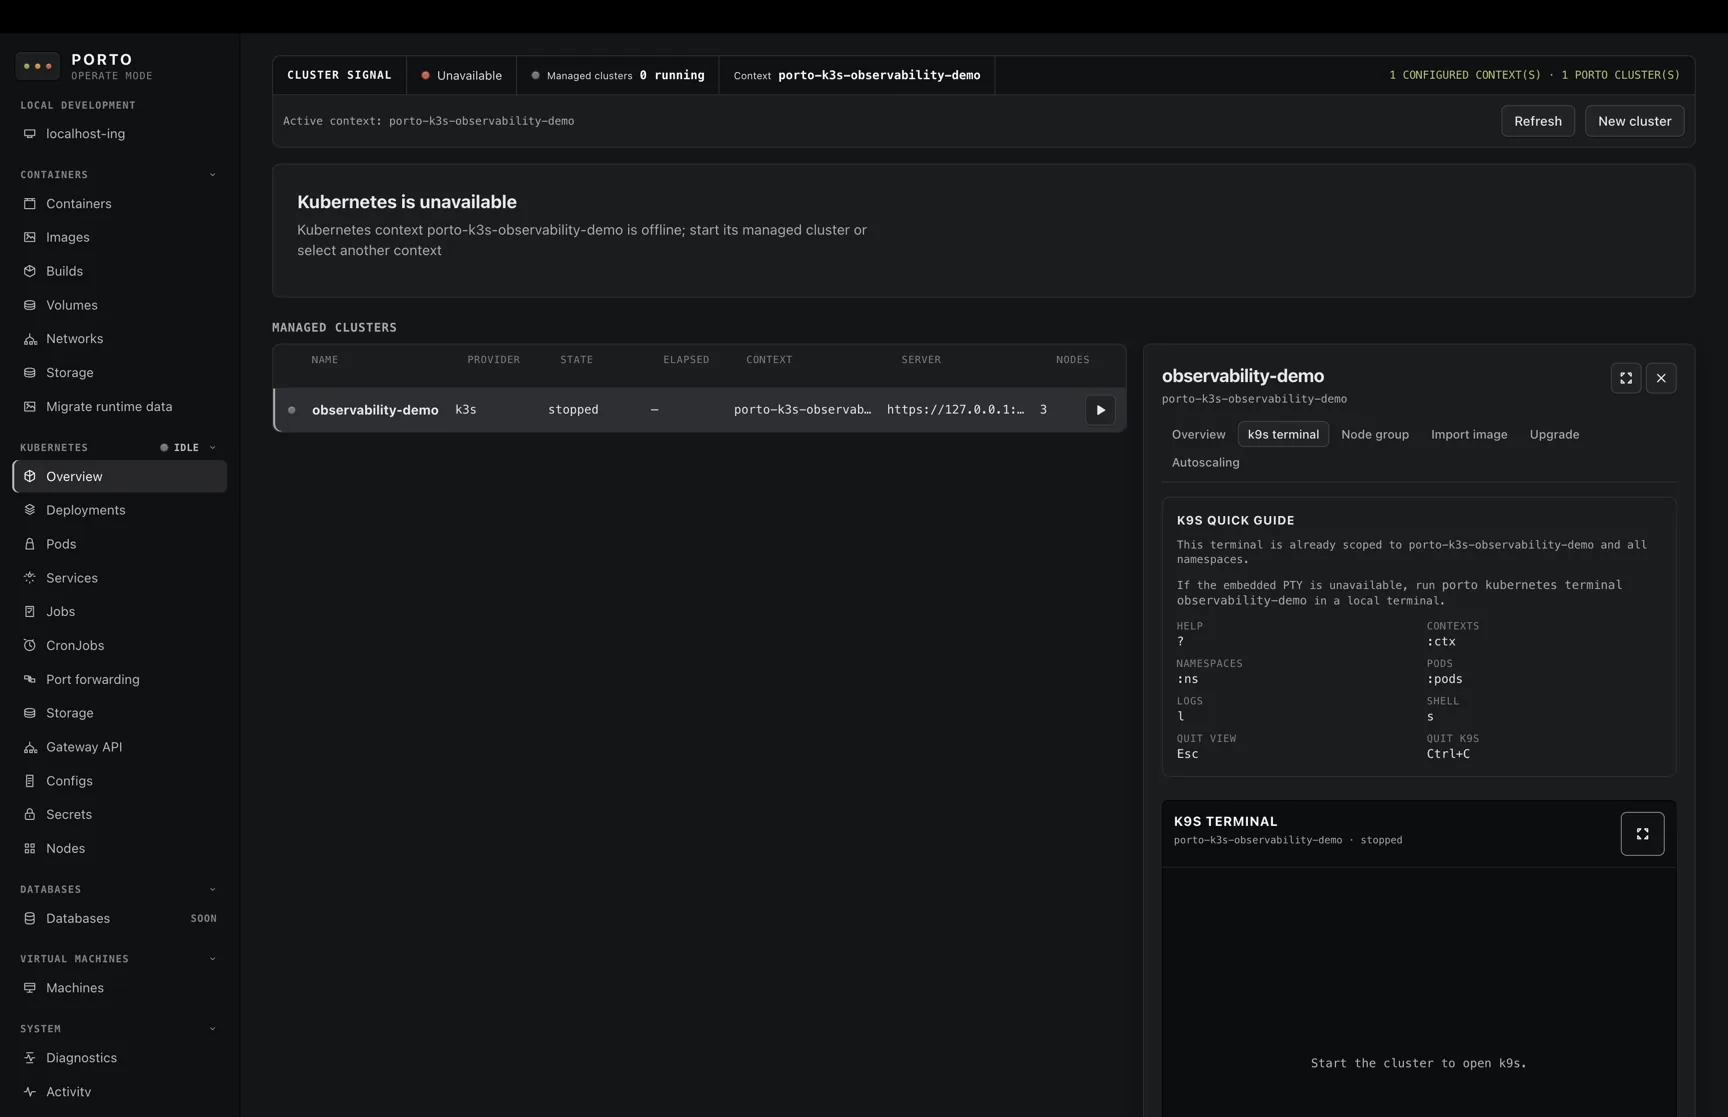 PORTO
OPERATE MODE
LOCAL DEVELOPMENT
localhost-ing
CONTAINERS
Containers
Images
Builds
Volumes
Networks
Storage
Migrate runtime data
KUBERNETES IDLE
Overview
Deployments
Pods
Services
Jobs
CronJobs
Port forwarding
Storage
Gateway API
Configs
Secrets
Nodes
DATABASES
Databases SOON
VIRTUAL MACHINES
Machines
SYSTEM
Diagnostics
Activity
CLUSTER SIGNAL Unavailable Managed clusters 0 running Context porto-k3s-observability-demo 1 CONFIGURED CONTEXT(S) · 1 PORTO CLUSTER(S)
Active context: porto-k3s-observability-demo Refresh New cluster
Kubernetes is unavailable
Kubernetes context porto-k3s-observability-demo is offline; start its managed cluster or
select another context
MANAGED CLUSTERS
NAME PROVIDER STATE ELAPSED CONTEXT SERVER NODES
observability-demo k3s stopped — porto-k3s-observab… https://127.0.0.1:… 3
observability-demo
porto-k3s-observability-demo
Overview k9s terminal Node group Import image Upgrade
Autoscaling
K9S QUICK GUIDE
This terminal is already scoped to porto-k3s-observability-demo and all
namespaces.
If the embedded PTY is unavailable, run porto kubernetes terminal
observability-demo in a local terminal.
HELP CONTEXTS
? :ctx
NAMESPACES PODS
:ns :pods
LOGS SHELL
l s
QUIT VIEW QUIT K9S
Esc Ctrl+C
K9S TERMINAL
porto-k3s-observability-demo · stopped
Start the cluster to open k9s.